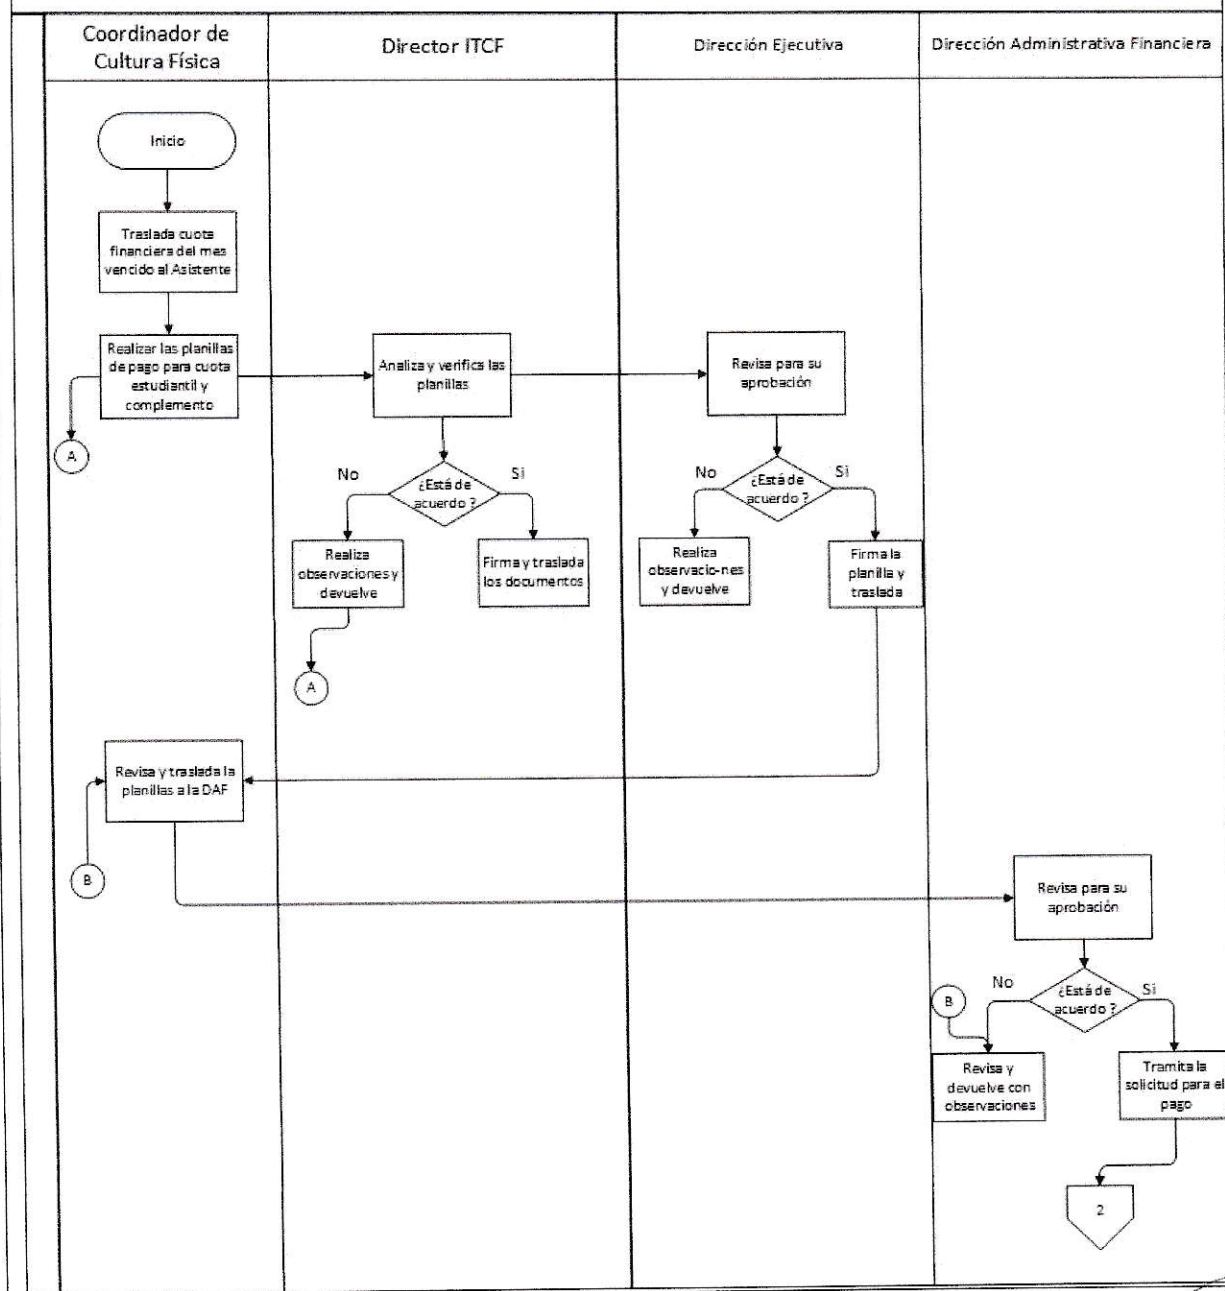 Coordinador de
Cultura Física
Director ITCF
Dirección Ejecutiva
Dirección Administrativa Financiera
Inicio
Traslada cuota
financiera del mes
vencido al Asistente
Realizar las planillas
de pago para cuota
estudiantil y
complemento
A
Analiza y verifica las
planillas
Revisa para su
aprobación
No
¿Está de
acuerdo ?
Si
Realiza
observaciones y
devuelve
Firma y traslada
los documentos
A
No
¿Está de
acuerdo ?
Si
Realiza
observacio-nes
y devuelve
Firma la
planilla y
traslada
Revisa y traslada la
planillas a la DAF
B
Revisa para su
aprobación
B
No
¿Está de
acuerdo ?
Si
Revisa y
devuelve con
observaciones
Tramita la
solicitud para el
pago
2